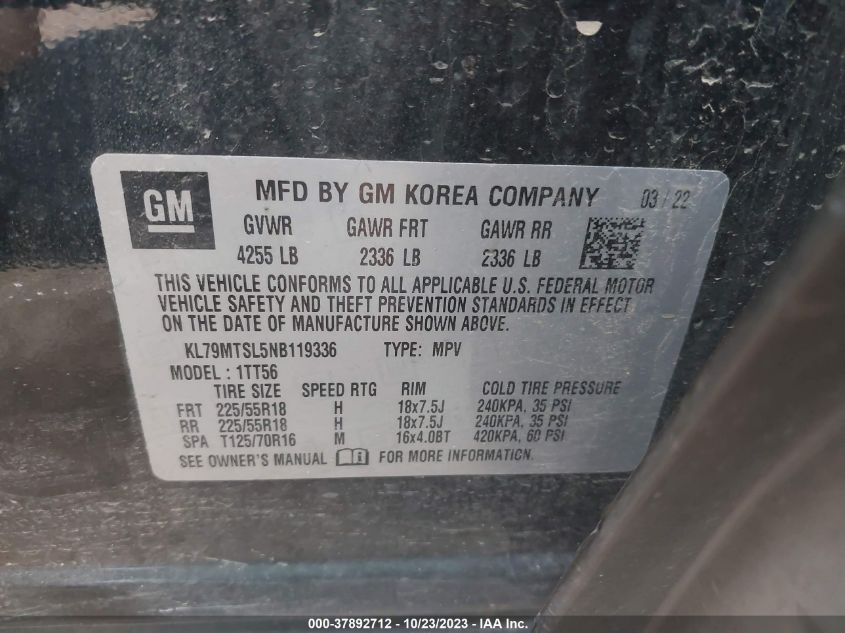 GM
MFD BY GM KOREA COMPANY 03 / 22
GVWR GAWR FRT GAWR RR
4255 LB 2336 LB 2336 LB
THIS VEHICLE CONFORMS TO ALL APPLICABLE U.S. FEDERAL MOTOR
VEHICLE SAFETY AND THEFT PREVENTION STANDARDS IN EFFECT
ON THE DATE OF MANUFACTURE SHOWN ABOVE.
KL79MTSL5NB119336 TYPE: MPV
MODEL : 1TT56
TIRE SIZE SPEED RTG RIM COLD TIRE PRESSURE
FRT 225/55R18 H 18x7.5J 240KPA, 35 PSI
RR 225/55R18 H 18x7.5J 240KPA, 35 PSI
SPA T125/70R16 M 16x4.0BT 420KPA, 60 PSI
SEE OWNER'S MANUAL FOR MORE INFORMATION.
000-37892712 - 10/23/2023 - © IAA, Inc.